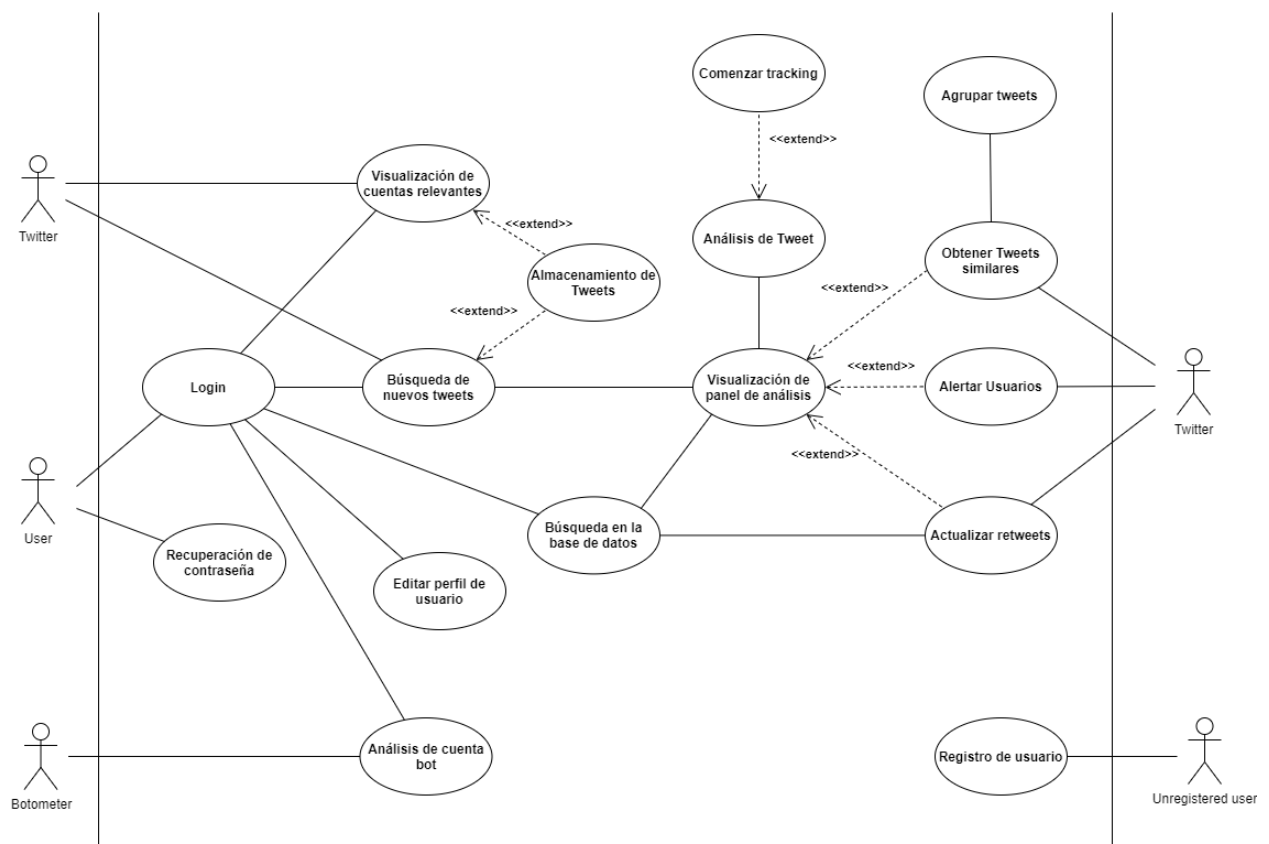 Comenzar tracking
Agrupar tweets
<<extend>>
Visualización de
cuentas relevantes
Twitter
<<extend>>
Análisis de Tweet
Obtener Tweets
similares
Almacenamiento de
Tweets
<<extend>>
<<extend>>
Login
Búsqueda de
nuevos tweets
Visualización de
panel de análisis
<<extend>>
Alertar Usuarios
Twitter
<<extend>>
User
Recuperación de
contraseña
Búsqueda en la
base de datos
Actualizar retweets
Editar perfil de
usuario
Botometer
Análisis de cuenta
bot
Registro de usuario
Unregistered user